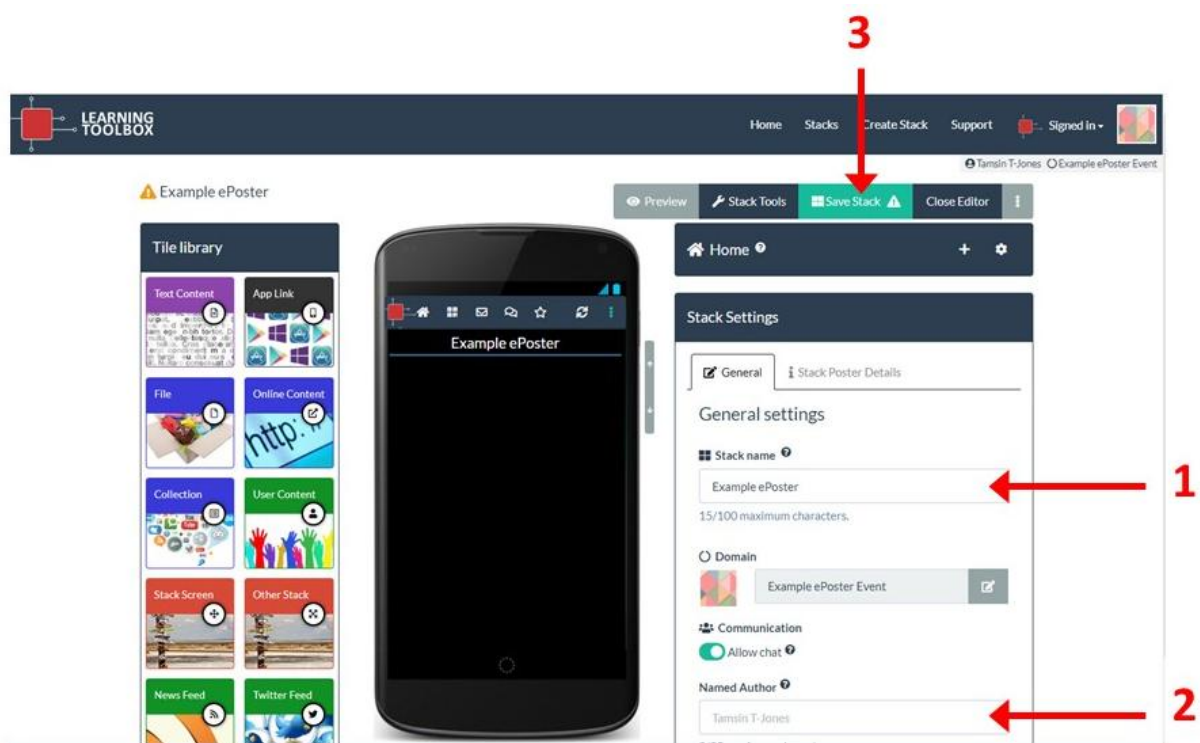 3
LEARNING
TOOLBOX
Home Stacks Create Stack Support Signed in
Tamsin T-Jones Example ePoster Event
Example ePoster
Preview Stack Tools Save Stack Close Editor
Tile library
Text Content App Link
File Online Content
http:
Collection User Content
Stack Screen Other Stack
News Feed Twitter Feed
Example ePoster
Home
Stack Settings
General Stack Poster Details
General settings
Stack name
Example ePoster
1
15/100 maximum characters.
Domain
Example ePoster Event
Communication
Allow chat
Named Author
Tamsin T-Jones
2